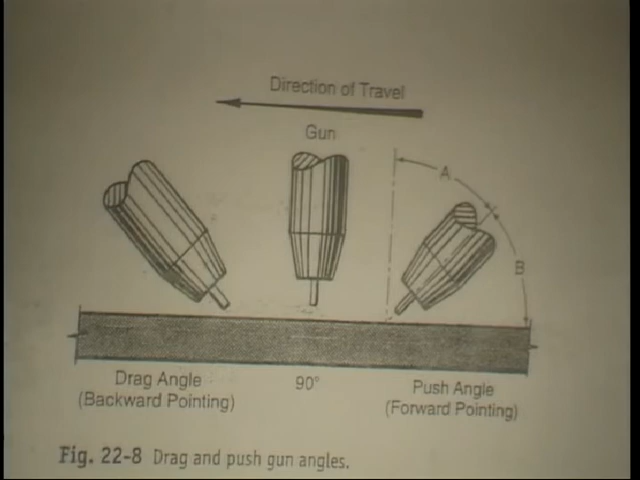 Direction of Travel
Gun
A
B
Drag Angle
(Backward Pointing)
90°
Push Angle
(Forward Pointing)
Fig. 22-8 Drag and push gun angles.